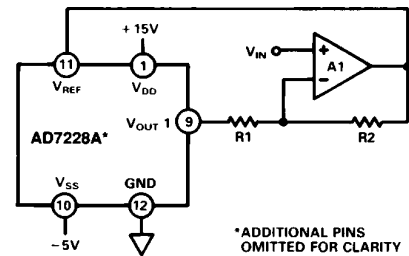 + 15V
11
1
V_REF
V_DD
V_IN
+
−
A1
V_OUT 1
9
R1
R2
AD7228A*
V_SS
GND
10
12
−5V
*ADDITIONAL PINS
OMITTED FOR CLARITY